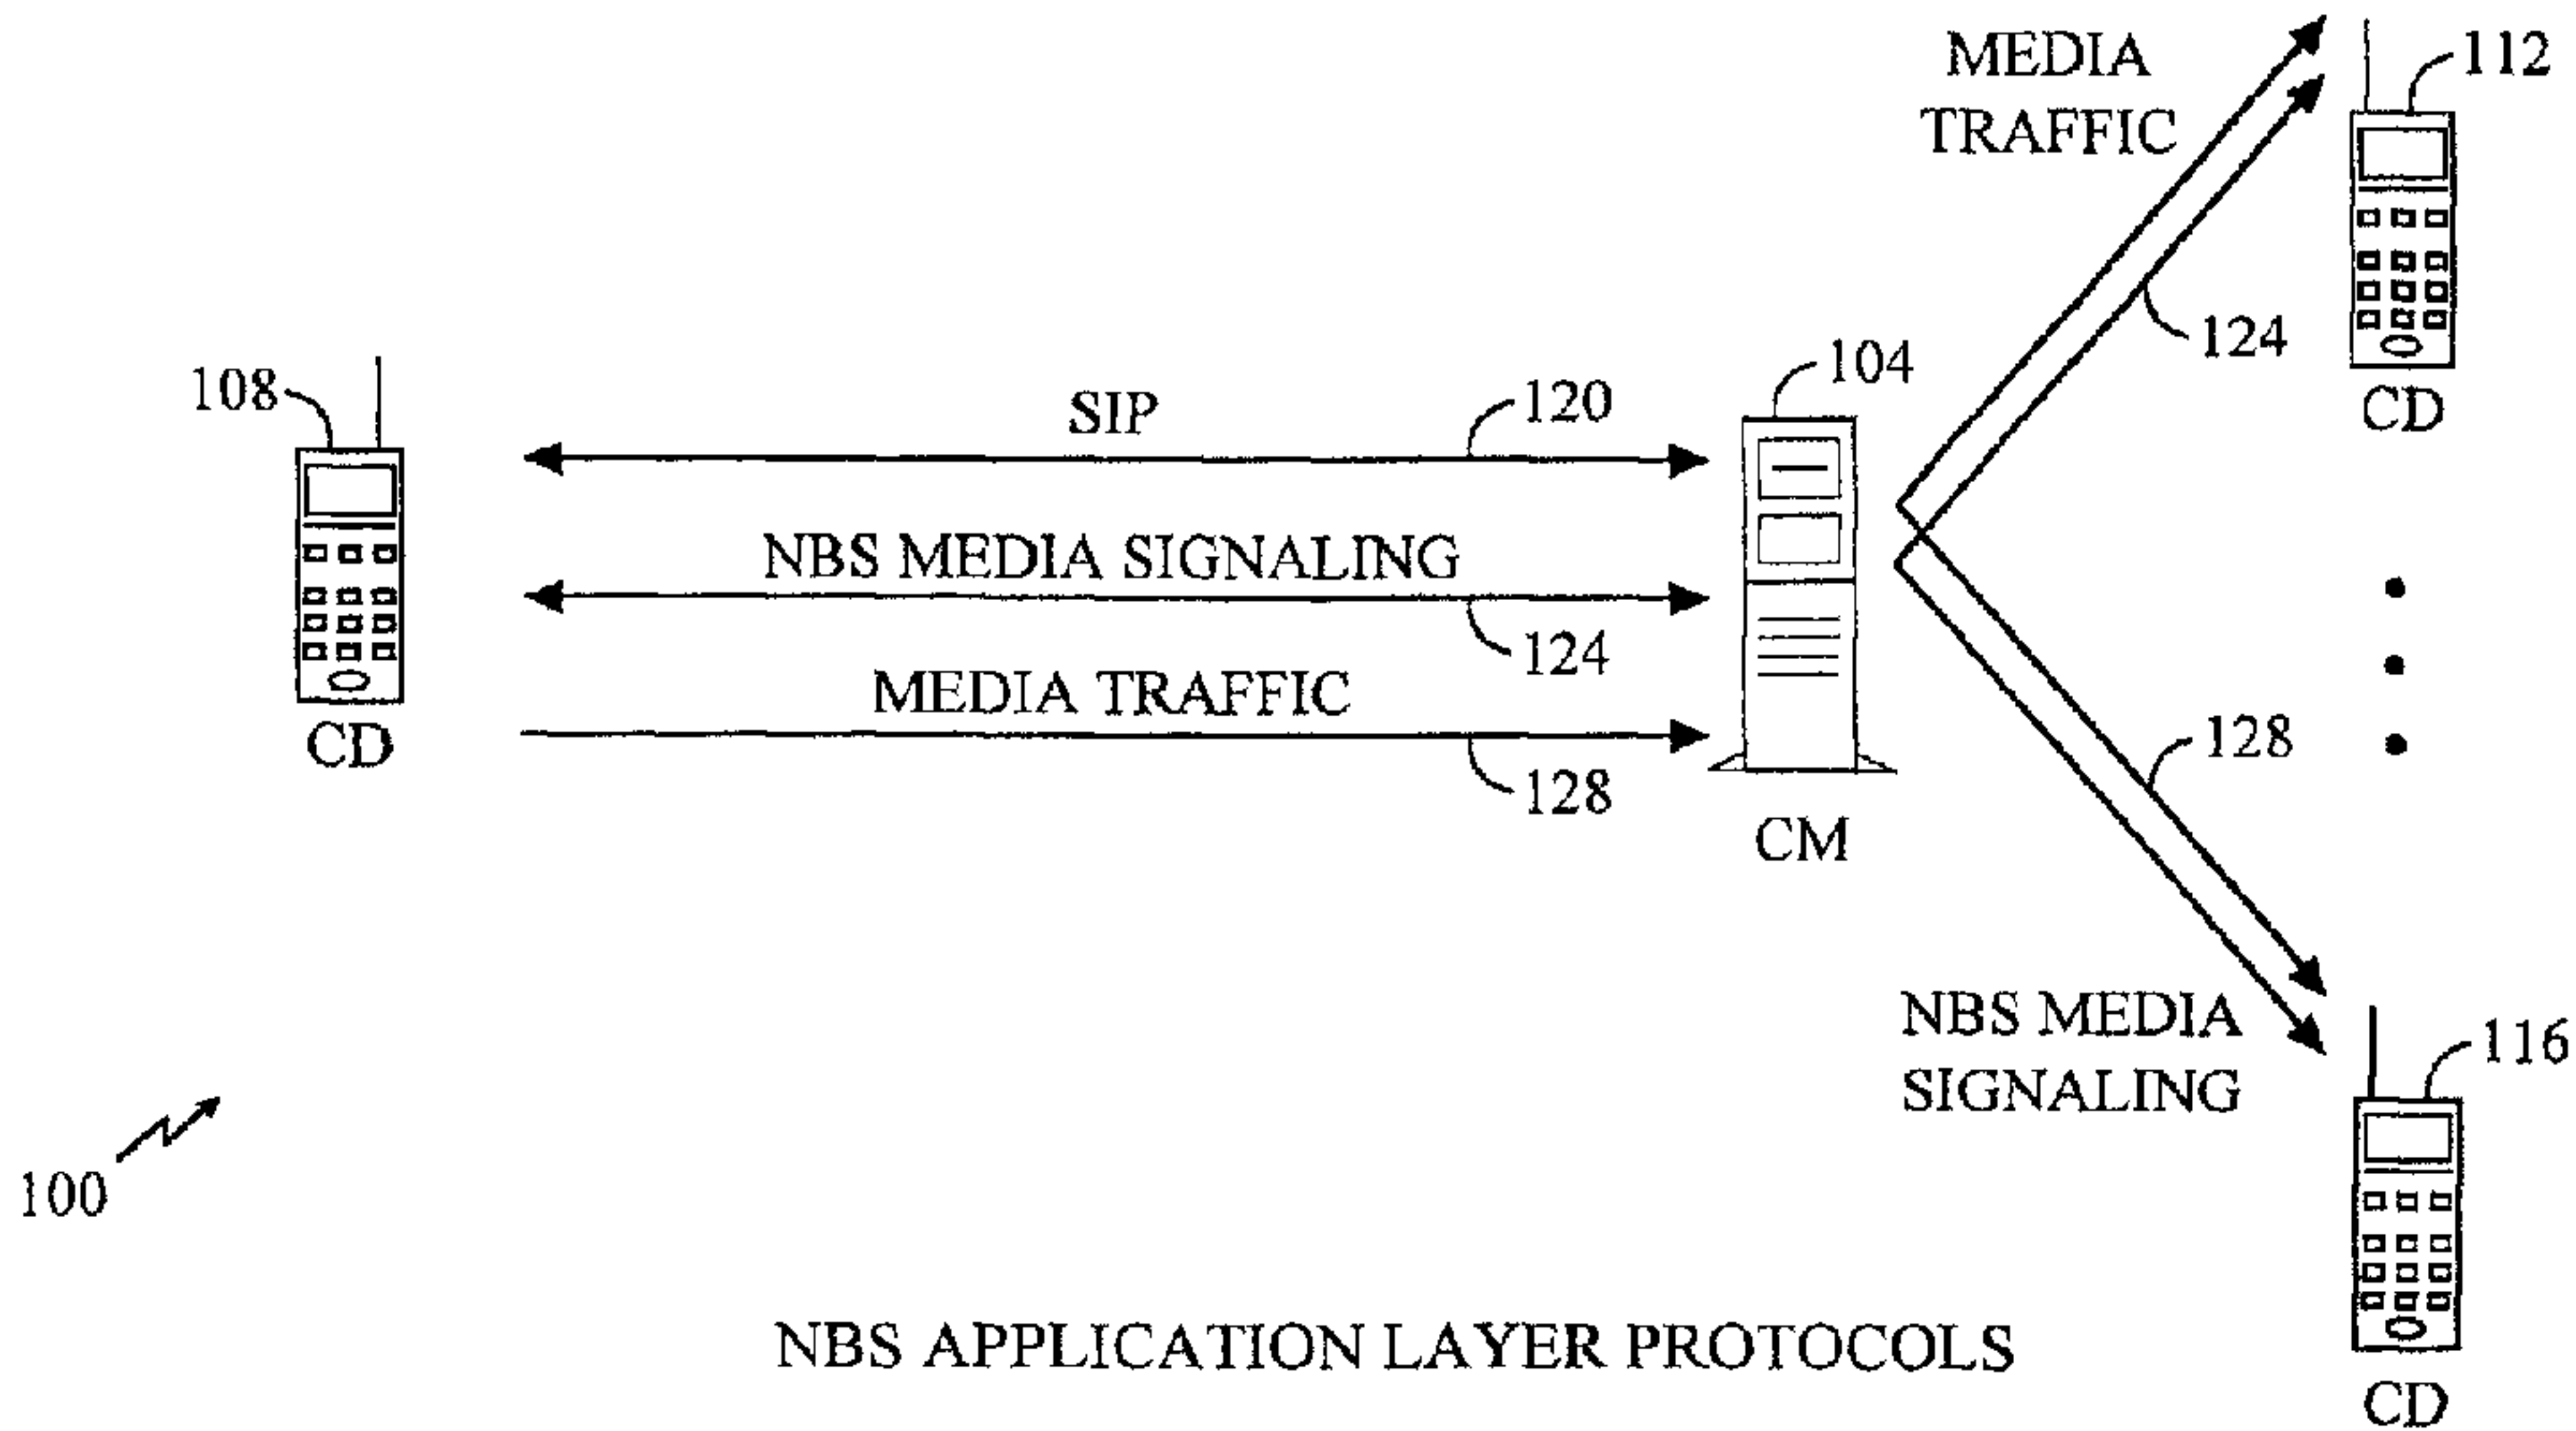 MEDIA
TRAFFIC
112
124
CD
108
SIP
120
104
NBS MEDIA SIGNALING
124
MEDIA TRAFFIC
128
CD
CM
128
NBS MEDIA
SIGNALING
116
100
NBS APPLICATION LAYER PROTOCOLS
CD